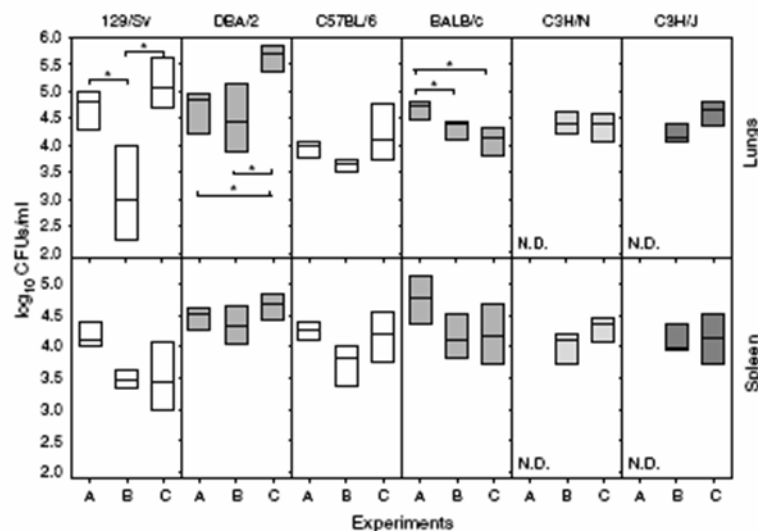 129/Sv DBA/2 C57BL/6 BALB/c C3H/N C3H/J
6.0
5.5
5.0
4.5
4.0
3.5
3.0
2.5
2.0
* * * * * *
N.D. N.D.
Lungs
log10 CFUs/ml
5.0
4.5
4.0
3.5
3.0
2.5
2.0
N.D. N.D.
Spleen
A B C A B C A B C A B C A B C A B C
Experiments